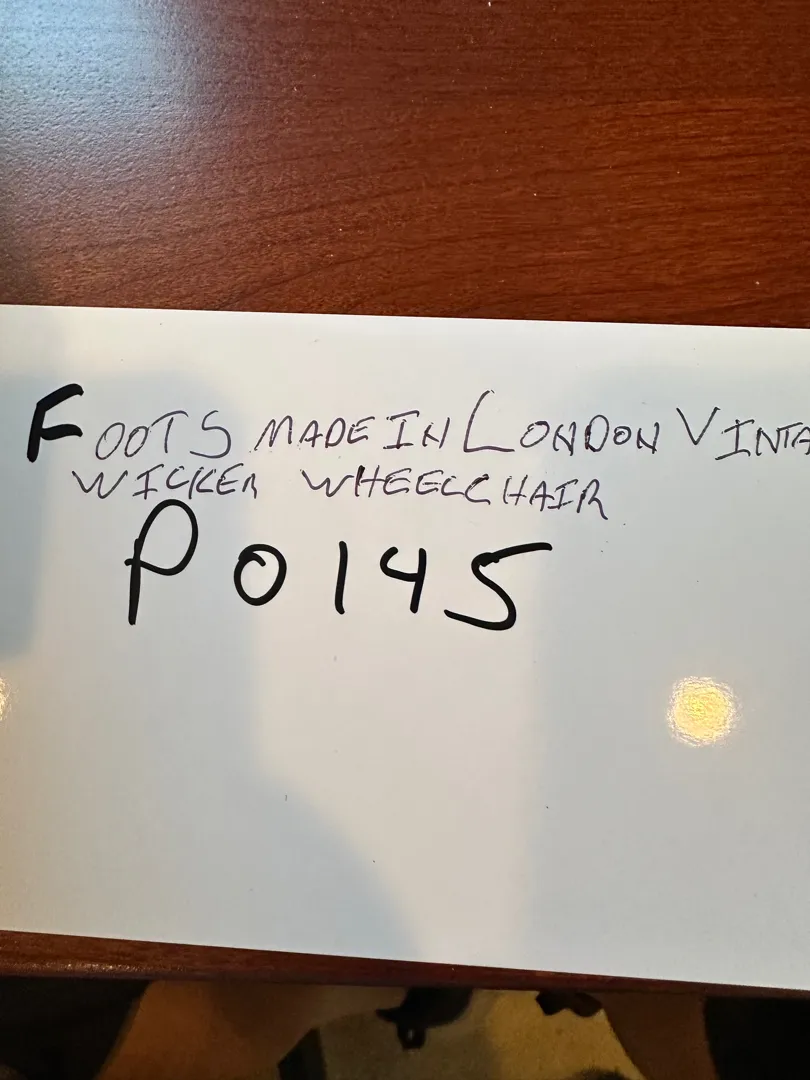 FOOTS MADE IN LONDON VINTA
WICKER WHEELCHAIR
P0145